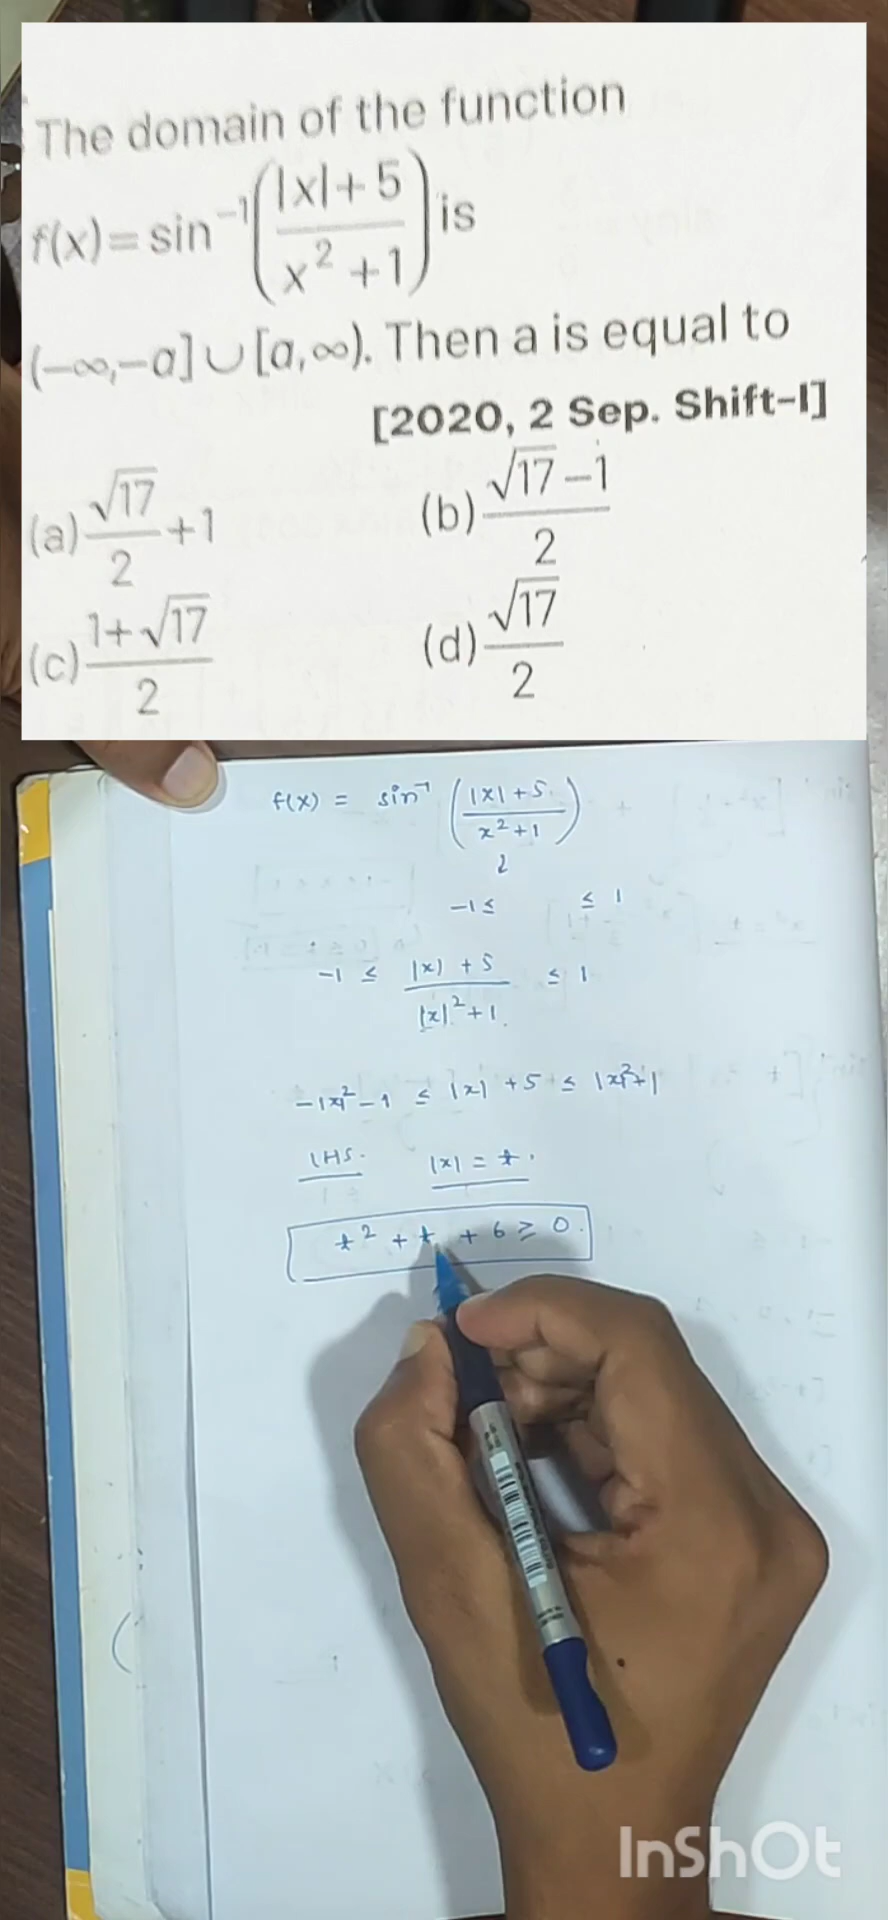 The domain of the function
f(x)=sin⁻¹((|x|+5)/(x²+1)) is
(-∞,-a]∪[a,∞). Then a is equal to
[2020, 2 Sep. Shift-I]
(a) √17/2 +1 (b) (√17-1)/2
(c) (1+√17)/2 (d) √17/2
f(x) = sin⁻¹ ((|x|+5)/(x²+1))
-1≤ ≤ 1
-1 ≤ (|x|+5)/(|x|²+1) ≤ 1
-|x|²-1 ≤ |x|+5 ≤ |x|²+1
LHS. |x| = t.
t² + t + 6 ≥ 0.
InShOt